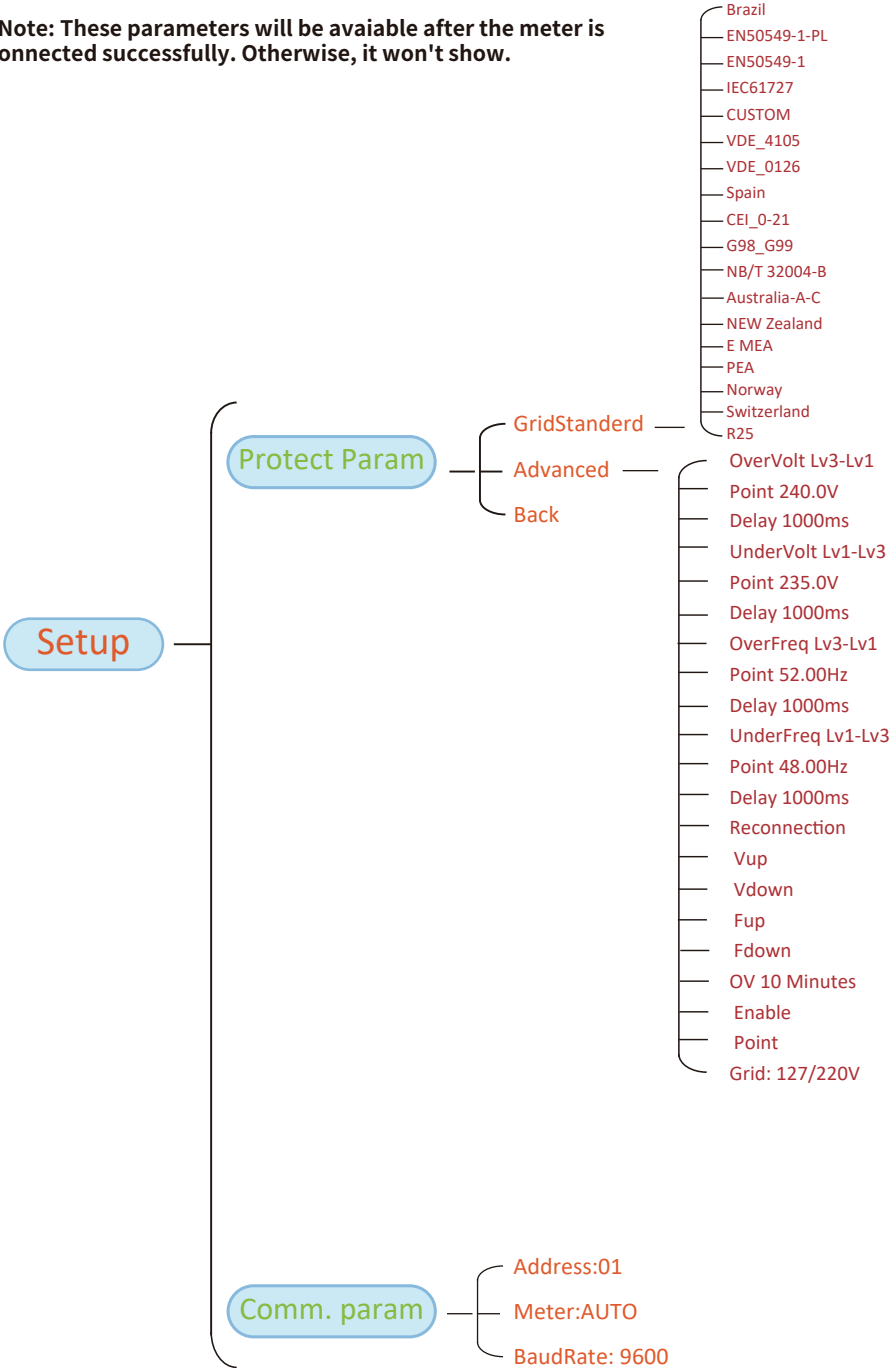 Note: These parameters will be avaiable after the meter is
onnected successfully. Otherwise, it won't show.
Brazil
EN50549-1-PL
EN50549-1
IEC61727
CUSTOM
VDE_4105
VDE_0126
Spain
CEI_0-21
G98_G99
NB/T 32004-B
Australia-A-C
NEW Zealand
E MEA
PEA
Norway
Switzerland
R25
Setup
Protect Param
GridStanderd
Advanced
Back
OverVolt Lv3-Lv1
Point 240.0V
Delay 1000ms
UnderVolt Lv1-Lv3
Point 235.0V
Delay 1000ms
OverFreq Lv3-Lv1
Point 52.00Hz
Delay 1000ms
UnderFreq Lv1-Lv3
Point 48.00Hz
Delay 1000ms
Reconnection
Vup
Vdown
Fup
Fdown
OV 10 Minutes
Enable
Point
Grid: 127/220V
Comm. param
Address:01
Meter:AUTO
BaudRate: 9600